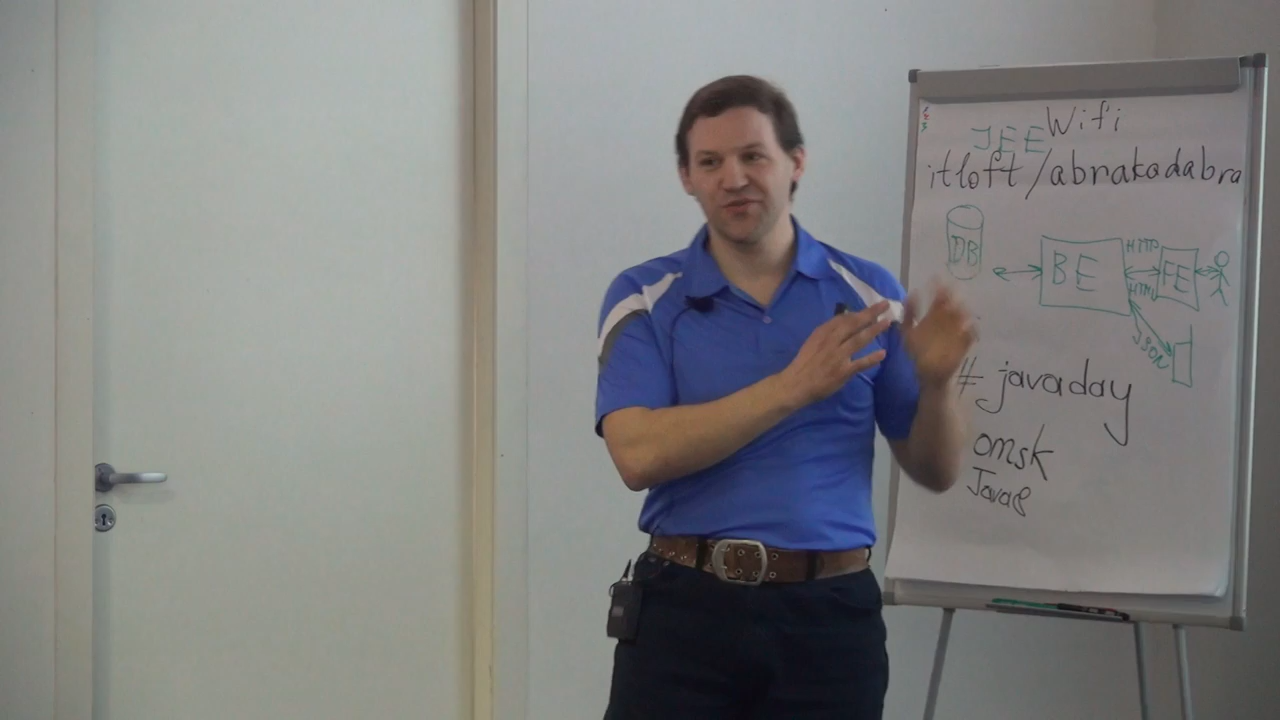 Wifi
JEE
itloft/abrakadabra
DB
BE
HTTP
FE
HTML
JSON
# javaday
omsk
Java8